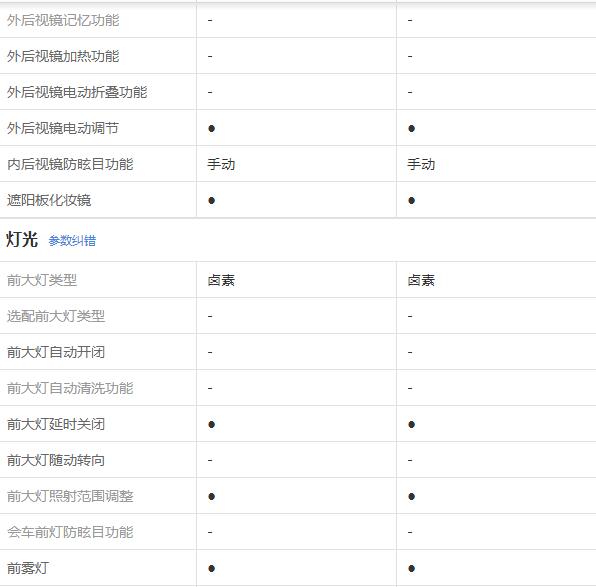 外后视镜记忆功能 - -
外后视镜加热功能 - -
外后视镜电动折叠功能 - -
外后视镜电动调节 ● ●
内后视镜防眩目功能 手动 手动
遮阳板化妆镜 ● ●
灯光 参数纠错
前大灯类型 卤素 卤素
选配前大灯类型 - -
前大灯自动开闭 - -
前大灯自动清洗功能 - -
前大灯延时关闭 ● ●
前大灯随动转向 - -
前大灯照射范围调整 ● ●
会车前灯防眩目功能 - -
前雾灯 ● ●